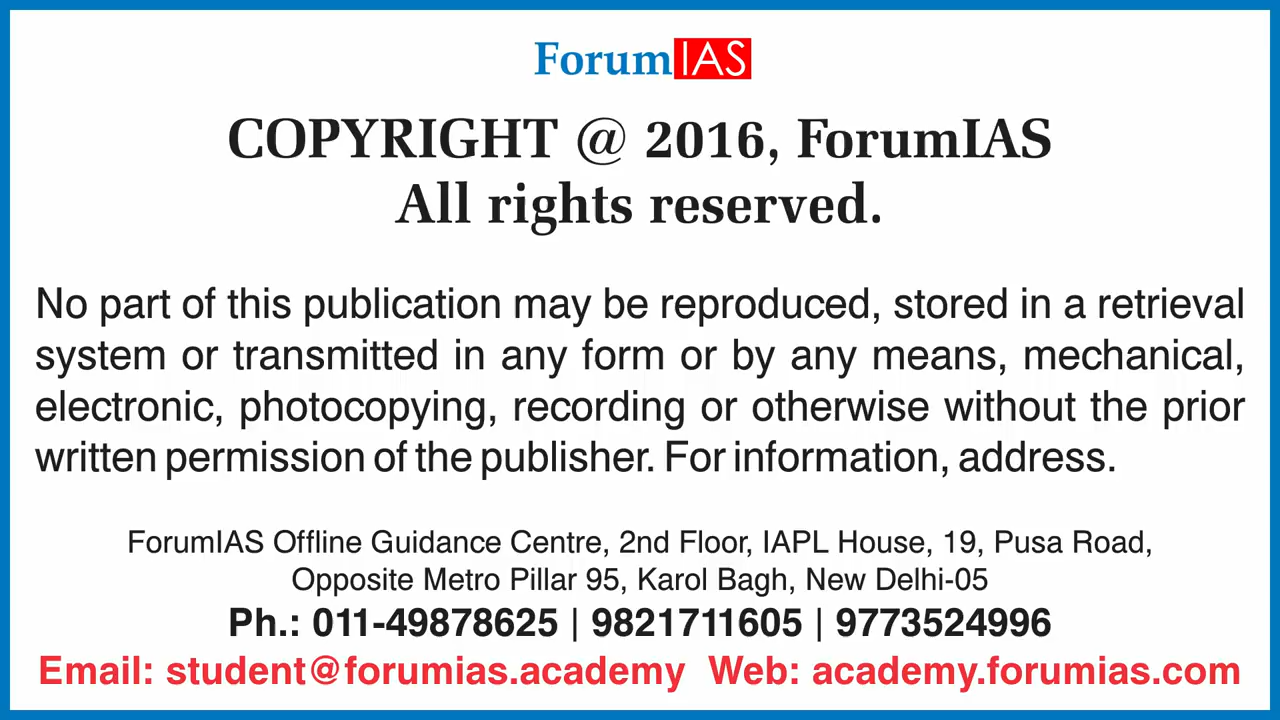 ForumIAS
COPYRIGHT @ 2016, ForumIAS
All rights reserved.
No part of this publication may be reproduced, stored in a retrieval
system or transmitted in any form or by any means, mechanical,
electronic, photocopying, recording or otherwise without the prior
written permission of the publisher. For information, address.
ForumIAS Offline Guidance Centre, 2nd Floor, IAPL House, 19, Pusa Road,
Opposite Metro Pillar 95, Karol Bagh, New Delhi-05
Ph.: 011-49878625 | 9821711605 | 9773524996
Email: student@forumias.academy Web: academy.forumias.com